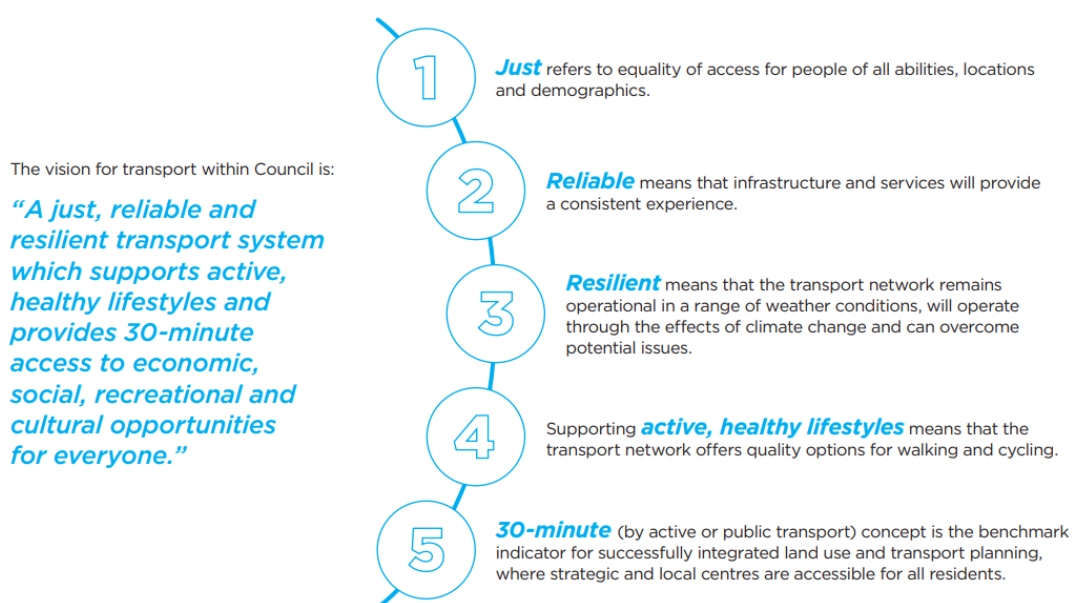 The vision for transport within Council is:
“A just, reliable and
resilient transport system
which supports active,
healthy lifestyles and
provides 30-minute
access to economic,
social, recreational and
cultural opportunities
for everyone.”
1
Just refers to equality of access for people of all abilities, locations
and demographics.
2
Reliable means that infrastructure and services will provide
a consistent experience.
3
Resilient means that the transport network remains
operational in a range of weather conditions, will operate
through the effects of climate change and can overcome
potential issues.
4
Supporting active, healthy lifestyles means that the
transport network offers quality options for walking and cycling.
5
30-minute (by active or public transport) concept is the benchmark
indicator for successfully integrated land use and transport planning,
where strategic and local centres are accessible for all residents.